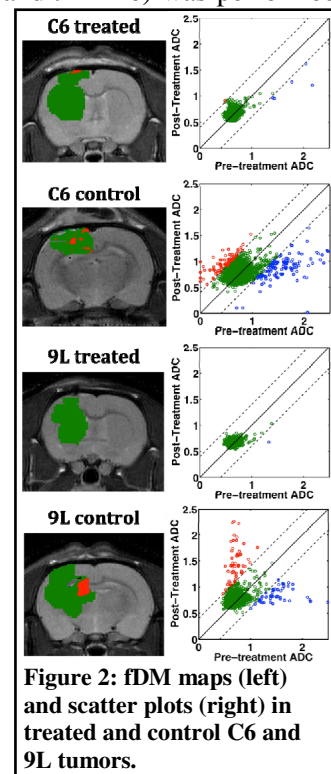 C6 treated
Post-Treatment ADC
2.5
2
1.5
1
0.5
0
0 1 2
Pre-treatment ADC
C6 control
Post-Treatment ADC
2.5
2
1.5
1
0.5
0
0 1 2
Pre-treatment ADC
9L treated
Post-Treatment ADC
2.5
2
1.5
1
0.5
0
0 1 2
Pre-treatment ADC
9L control
Post-Treatment ADC
2.5
2
1.5
1
0.5
0
0 1 2
Pre-treatment ADC
Figure 2: fDM maps (left)
and scatter plots (right) in
treated and control C6 and
9L tumors.